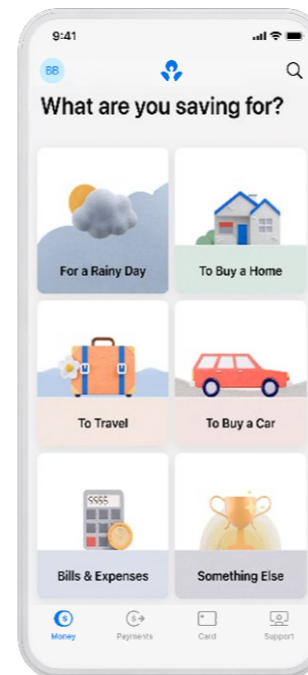 9:41
BB
What are you saving for?
For a Rainy Day
To Buy a Home
To Travel
To Buy a Car
5555
Bills & Expenses
Something Else
Money
Payments
Card
Support